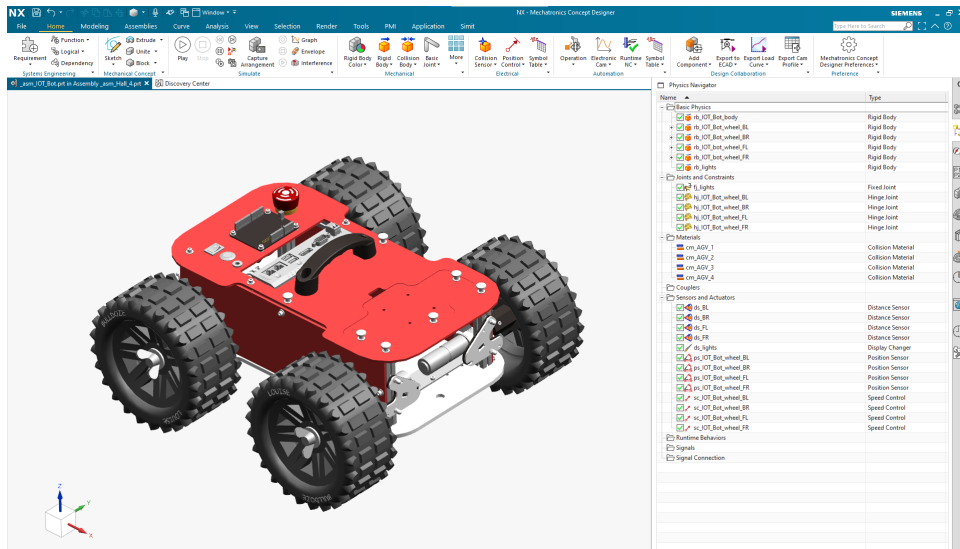 NX Window NX - Mechatronics Concept Designer SIEMENS
File Home Modeling Assemblies Curve Analysis View Selection Render Tools PMI Application Simit Type Here to Search
Requirement
Function
Logical
Dependency
Systems Engineering
Sketch
Extrude
Unite
Block
Mechanical Concept
Play
Stop
Capture Arrangement
Graph
Envelope
Interference
Simulate
Rigid Body Color
Rigid Body
Collision Body
Basic Joint
More
Mechanical
Collision Sensor
Position Control
Symbol Table
Electrical
Operation
Electronic Cam
Runtime NC
Symbol Table
Automation
Add Component
Export to ECAD
Export Load Curve
Export Cam Profile
Design Collaboration
Mechatronics Concept Designer Preferences
Preference
_asm_IOT_Bot.prt in Assembly _asm_Hall_4.prt Discovery Center
Physics Navigator
Name Type
Basic Physics
rb_IOT_Bot_body Rigid Body
rb_IOT_Bot_wheel_BL Rigid Body
rb_IOT_Bot_wheel_BR Rigid Body
rb_IOT_bot_wheel_FL Rigid Body
rb_IOT_bot_wheel_FR Rigid Body
rb_lights Rigid Body
Joints and Constraints
fj_lights Fixed Joint
hj_IOT_Bot_wheel_BL Hinge Joint
hj_IOT_Bot_wheel_BR Hinge Joint
hj_IOT_Bot_wheel_FL Hinge Joint
hj_IOT_Bot_wheel_FR Hinge Joint
Materials
cm_AGV_1 Collision Material
cm_AGV_2 Collision Material
cm_AGV_3 Collision Material
cm_AGV_4 Collision Material
Couplers
Sensors and Actuators
ds_BL Distance Sensor
ds_BR Distance Sensor
ds_FL Distance Sensor
ds_FR Distance Sensor
ds_lights Display Changer
ps_IOT_Bot_wheel_BL Position Sensor
ps_IOT_Bot_wheel_BR Position Sensor
ps_IOT_Bot_wheel_FL Position Sensor
ps_IOT_Bot_wheel_FR Position Sensor
sc_IOT_Bot_wheel_BL Speed Control
sc_IOT_Bot_wheel_BR Speed Control
sc_IOT_Bot_wheel_FL Speed Control
sc_IOT_Bot_wheel_FR Speed Control
Runtime Behaviors
Signals
Signal Connection
BALLDOZE
LOUISE
LOUISE
BALLDOZE
Z
Y
X